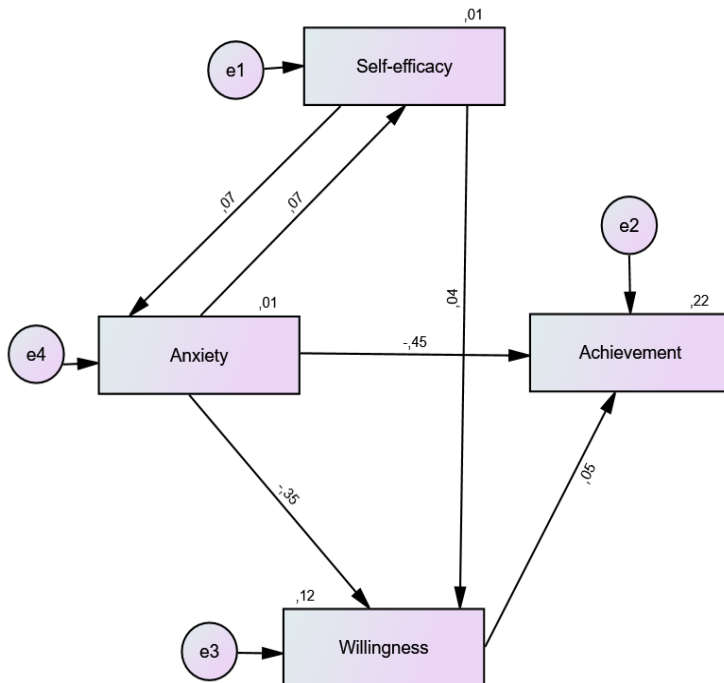 ,01
e1
Self-efficacy
,07
,07
e2
,04
,01
,22
e4
Anxiety
-,45
Achievement
-,35
,05
,12
e3
Willingness